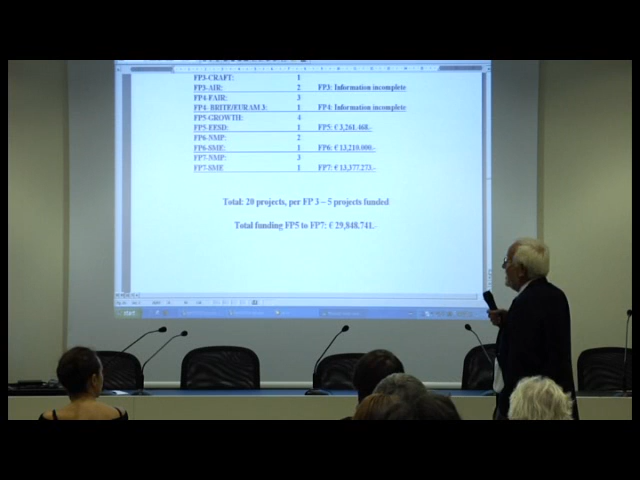 FP3-CRAFT: 1
FP3-AIR: 2 FP3: Information incomplete
FP4-FAIR: 3
FP4- BRITE/EURAM 3: 1 FP4: Information incomplete
FP5-GROWTH: 4
FP5-EESD: 1 FP5: € 3,261.468.-
FP6-NMP: 2
FP6-SME: 1 FP6: € 13,210.000.-
FP7-NMP: 3
FP7-SME 1 FP7: € 13,377.273.-
Total: 20 projects, per FP 3 – 5 projects funded
Total funding FP5 to FP7: € 29,848.741.-
start